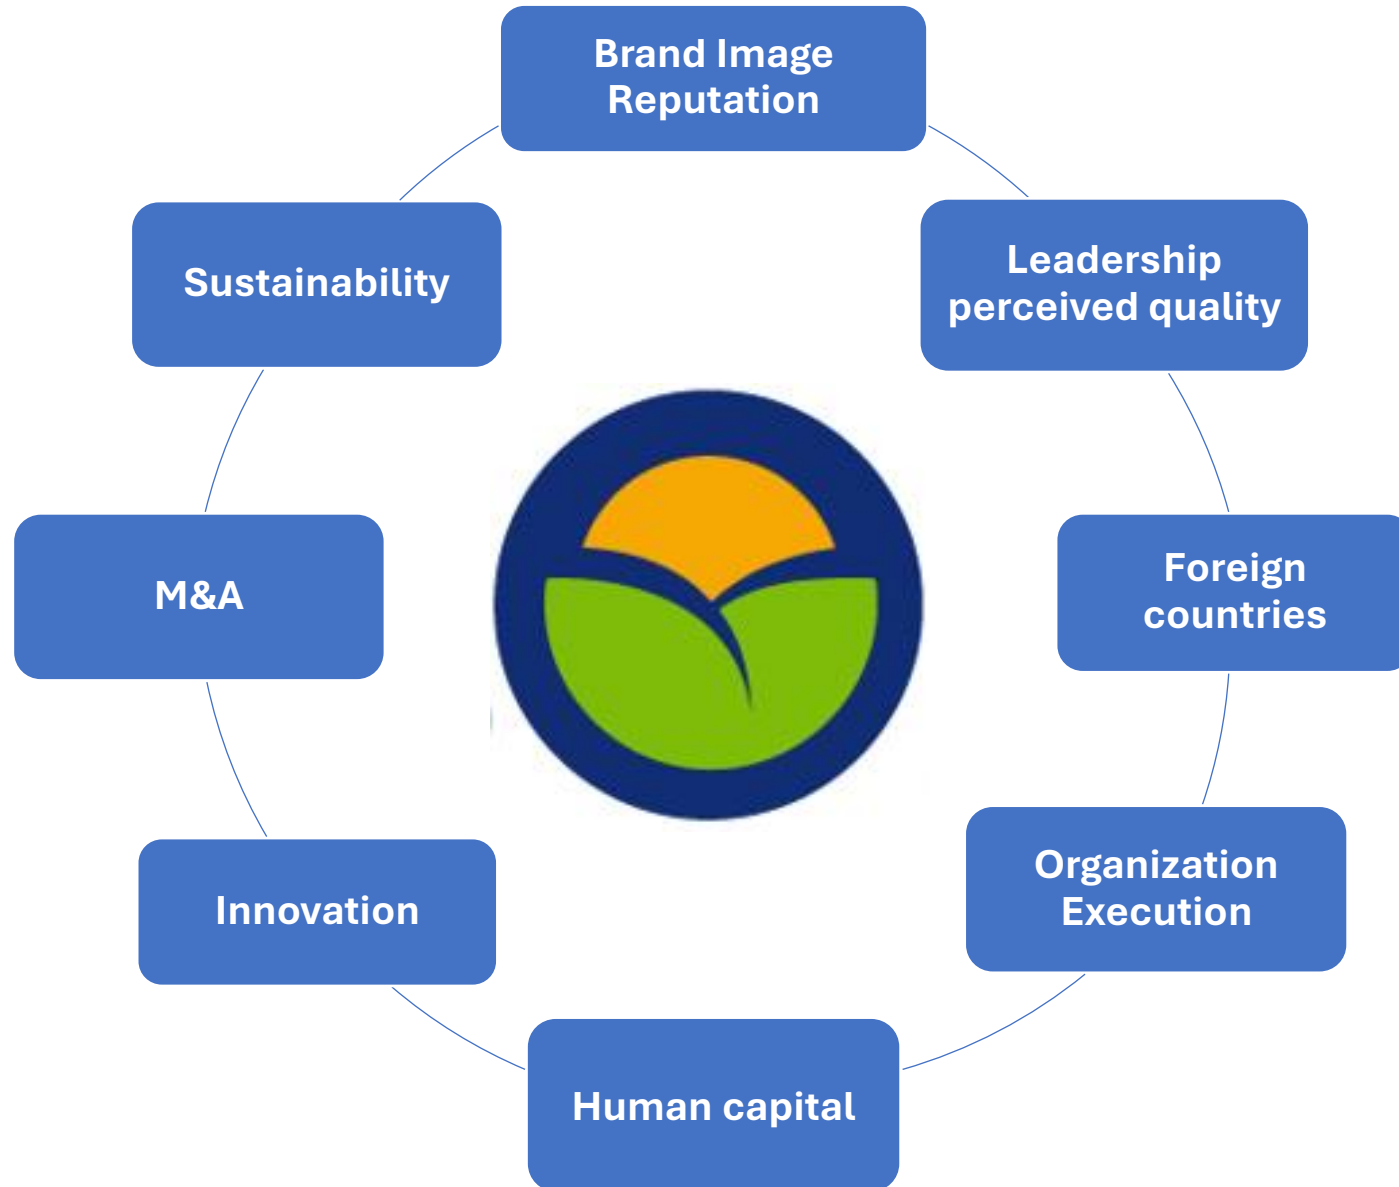 Brand Image
Reputation
Leadership
perceived quality
Foreign
countries
Organization
Execution
Human capital
Innovation
M&A
Sustainability